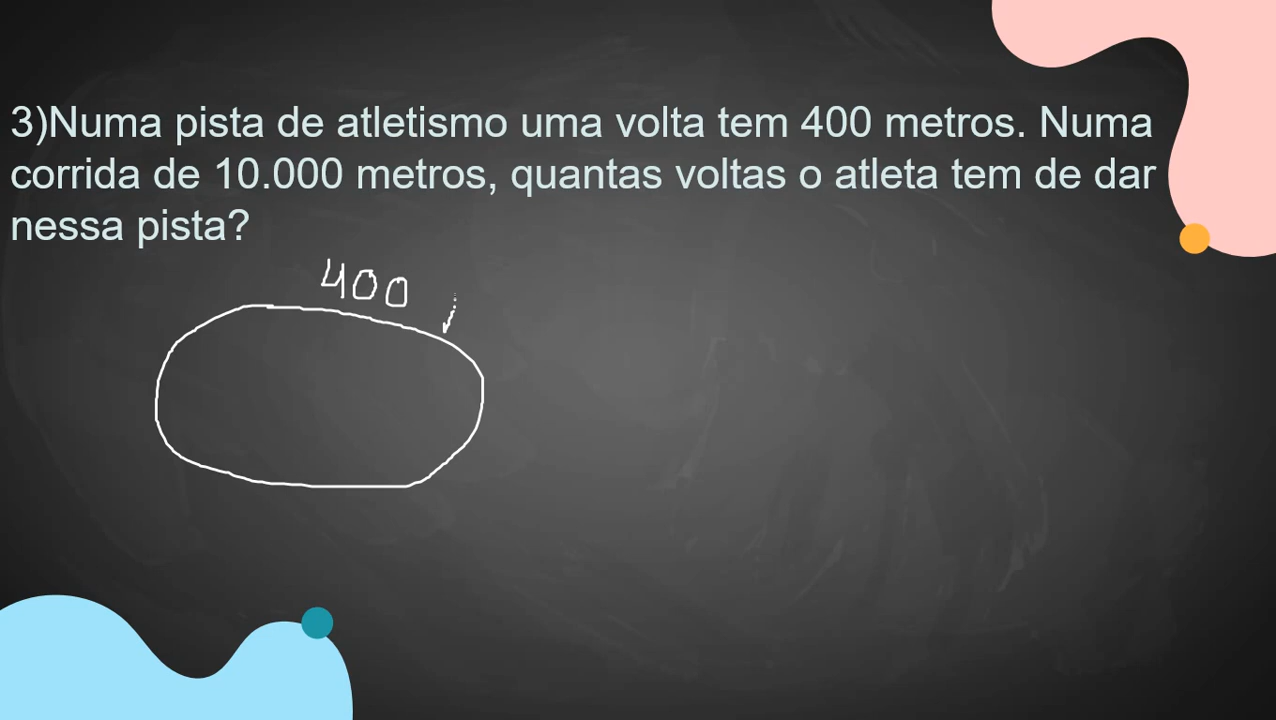 3)Numa pista de atletismo uma volta tem 400 metros. Numa
corrida de 10.000 metros, quantas voltas o atleta tem de dar
nessa pista?
400